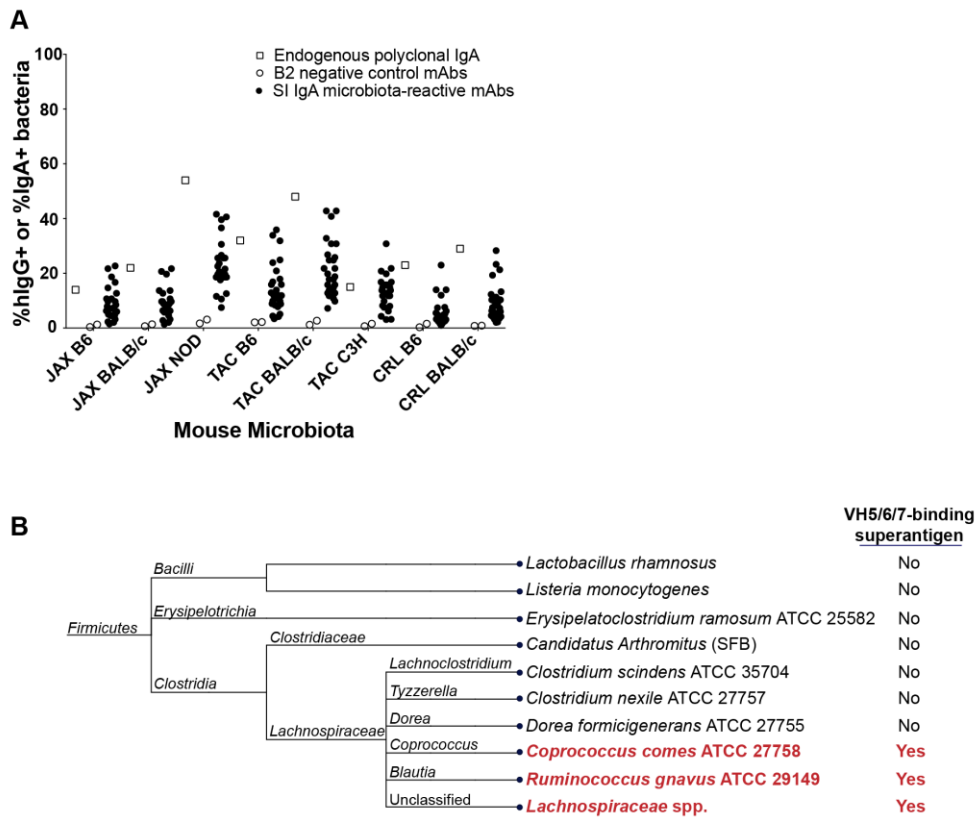 A
100
80
60
40
20
0
%hIgG+ or %IgA+ bacteria
Endogenous polyclonal IgA
B2 negative control mAbs
SI IgA microbiota-reactive mAbs
JAX B6
JAX BALB/c
JAX NOD
TAC B6
TAC BALB/c
TAC C3H
CRL B6
CRL BALB/c
Mouse Microbiota
B
VH5/6/7-binding
superantigen
Bacilli
Lactobacillus rhamnosus No
Listeria monocytogenes No
Erysipelotrichia
Erysipelatoclostridium ramosum ATCC 25582 No
Firmicutes
Clostridiaceae
Candidatus Arthromitus (SFB) No
Clostridia
Lachnoclostridium
Clostridium scindens ATCC 35704 No
Tyzzerella
Clostridium nexile ATCC 27757 No
Dorea
Dorea formicigenerans ATCC 27755 No
Lachnospiraceae
Coprococcus
Coprococcus comes ATCC 27758 Yes
Blautia
Ruminococcus gnavus ATCC 29149 Yes
Unclassified
Lachnospiraceae spp. Yes